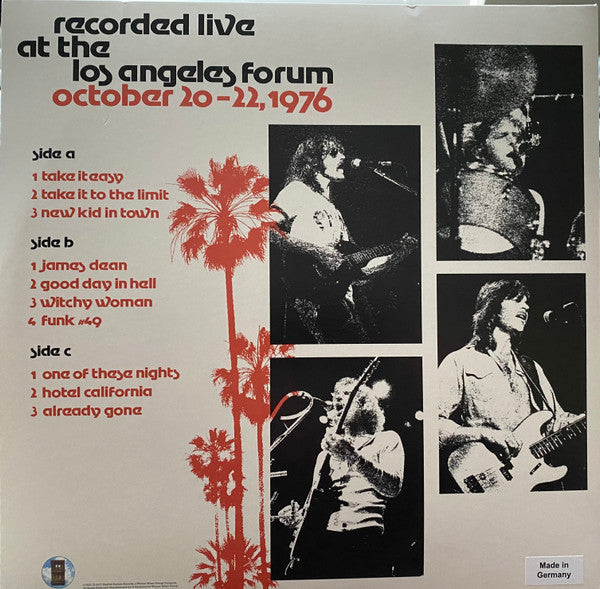 recorded live
at the
los angeles forum
october 20-22, 1976
side a
1 take it easy
2 take it to the limit
3 new kid in town
side b
1 james dean
2 good day in hell
3 witchy woman
4 funk #49
side c
1 one of these nights
2 hotel california
3 already gone
Made in
Germany